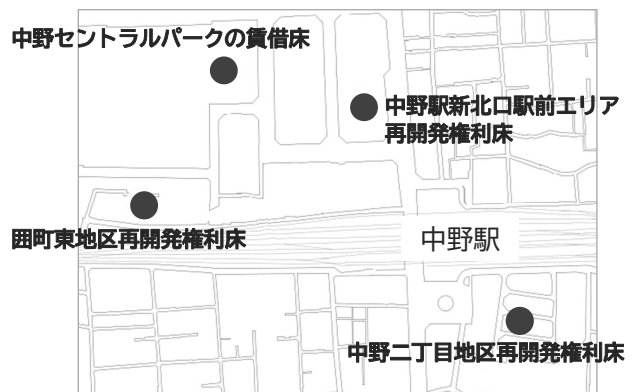 中野セントラルパークの賃借床
中野駅新北口駅前エリア
再開発権利床
囲町東地区再開発権利床
中野駅
中野二丁目地区再開発権利床